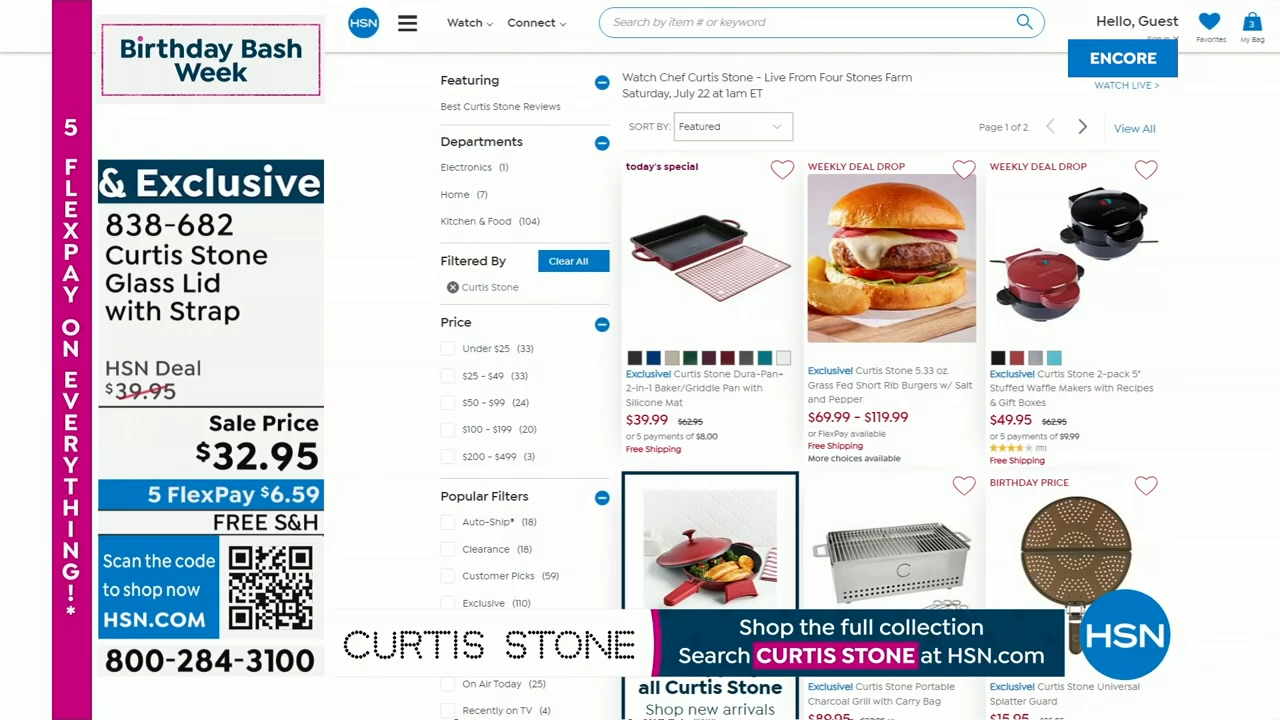 5 FLEXPAY ON EVERYTHING!*
Birthday Bash
Week
& Exclusive
838-682
Curtis Stone
Glass Lid
with Strap
HSN Deal
$39.95
Sale Price
$32.95
5 FlexPay $6.59
FREE S&H
Scan the code
to shop now
HSN.COM
800-284-3100
HSN
Watch
Connect
Search by item # or keyword
Hello, Guest
Favorites
3
My Bag
ENCORE
WATCH LIVE >
Featuring
Best Curtis Stone Reviews
Departments
Electronics (1)
Home (7)
Kitchen & Food (104)
Filtered By
Clear All
Curtis Stone
Price
Under $25 (33)
$25 - $49 (33)
$50 - $99 (24)
$100 - $199 (20)
$200 - $499 (3)
Popular Filters
Auto-Ship® (18)
Clearance (18)
Customer Picks (59)
Exclusive (110)
On Air Today (25)
Recently on TV (4)
Watch Chef Curtis Stone - Live From Four Stones Farm
Saturday, July 22 at 1am ET
SORT BY: Featured
Page 1 of 2
View All
today's special
Exclusive! Curtis Stone Dura-Pan+
2-in-1 Baker/Griddle Pan with
Silicone Mat
$39.99 $62.95
or 5 payments of $8.00
Free Shipping
WEEKLY DEAL DROP
Exclusive! Curtis Stone 5.33 oz.
Grass Fed Short Rib Burgers w/ Salt
and Pepper
$69.99 - $119.99
or FlexPay available
Free Shipping
More choices available
WEEKLY DEAL DROP
Exclusive! Curtis Stone 2-pack 5"
Stuffed Waffle Makers with Recipes
& Gift Boxes
$49.95 $62.95
or 5 payments of $9.99
(111)
Free Shipping
all Curtis Stone
Shop new arrivals
Exclusive! Curtis Stone Portable
Charcoal Grill with Carry Bag
$89.95
BIRTHDAY PRICE
Exclusive! Curtis Stone Universal
Splatter Guard
$15.95
CURTIS STONE
Shop the full collection
Search CURTIS STONE at HSN.com
HSN